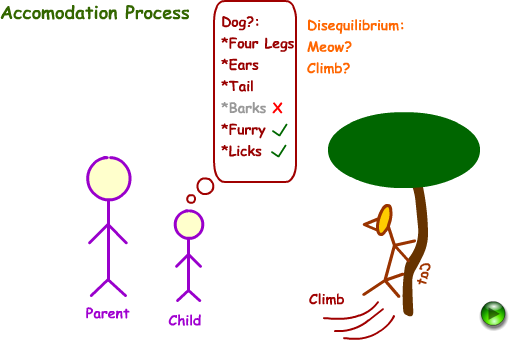 Accomodation Process
Dog?:
*Four Legs
*Ears
*Tail
*Barks
*Furry
*Licks
Disequilibrium:
Meow?
Climb?
Cat
Climb
Parent
Child